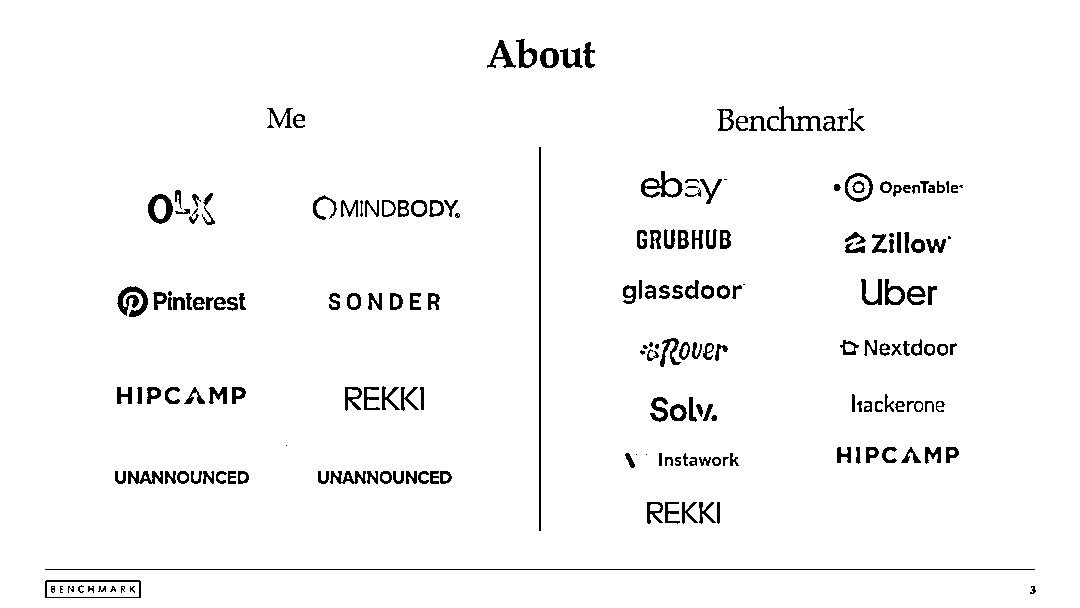 About
Me
OLX
MINDBODY
Pinterest
SONDER
HIPCAMP
REKKI
UNANNOUNCED
UNANNOUNCED
Benchmark
ebay
OpenTable
GRUBHUB
Zillow
glassdoor
Uber
Rover
Nextdoor
Solv.
hackerone
Instawork
HIPCAMP
REKKI
BENCHMARK
3